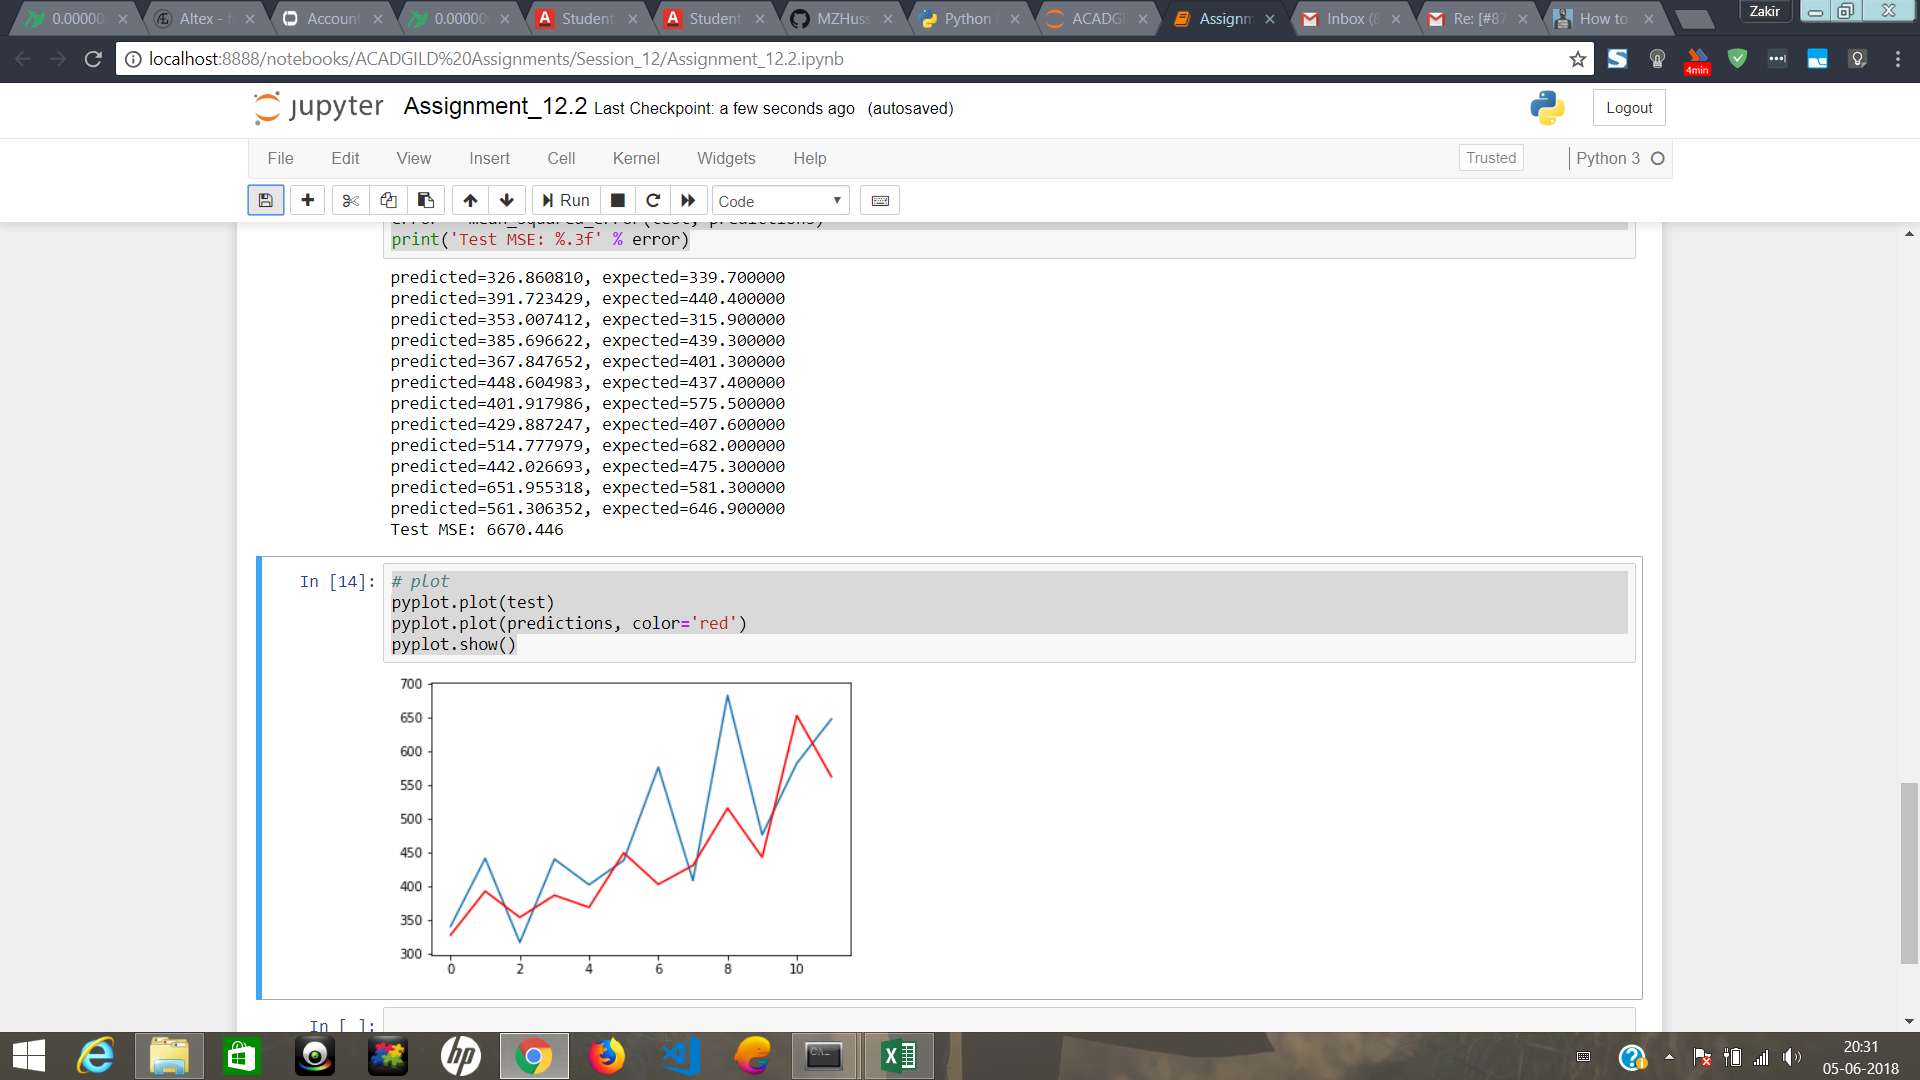 0.00000
Altex - f
Account
0.00000
Student
Student
MZHuss
Python
ACADGI
Assignm
Inbox (8
Re: [#87
How to
Zakir
localhost:8888/notebooks/ACADGILD%20Assignments/Session_12/Assignment_12.2.ipynb
4min
jupyter Assignment_12.2 Last Checkpoint: a few seconds ago (autosaved)
Logout
File Edit View Insert Cell Kernel Widgets Help
Trusted
Python 3
Run
Code
print('Test MSE: %.3f' % error)
predicted=326.860810, expected=339.700000
predicted=391.723429, expected=440.400000
predicted=353.007412, expected=315.900000
predicted=385.696622, expected=439.300000
predicted=367.847652, expected=401.300000
predicted=448.604983, expected=437.400000
predicted=401.917986, expected=575.500000
predicted=429.887247, expected=407.600000
predicted=514.777979, expected=682.000000
predicted=442.026693, expected=475.300000
predicted=651.955318, expected=581.300000
predicted=561.306352, expected=646.900000
Test MSE: 6670.446
In [14]:
# plot
pyplot.plot(test)
pyplot.plot(predictions, color='red')
pyplot.show()
700
650
600
550
500
450
400
350
300
0 2 4 6 8 10
In [ ]:
hp
20:31
05-06-2018